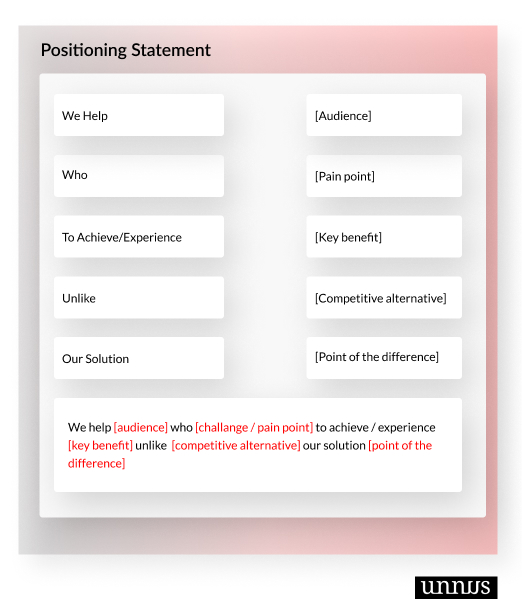 Positioning Statement
We Help [Audience]
Who [Pain point]
To Achieve/Experience [Key benefit]
Unlike [Competitive alternative]
Our Solution [Point of the difference]
We help [audience] who [challange / pain point] to achieve / experience
[key benefit] unlike [competitive alternative] our solution [point of the
difference]
unnus